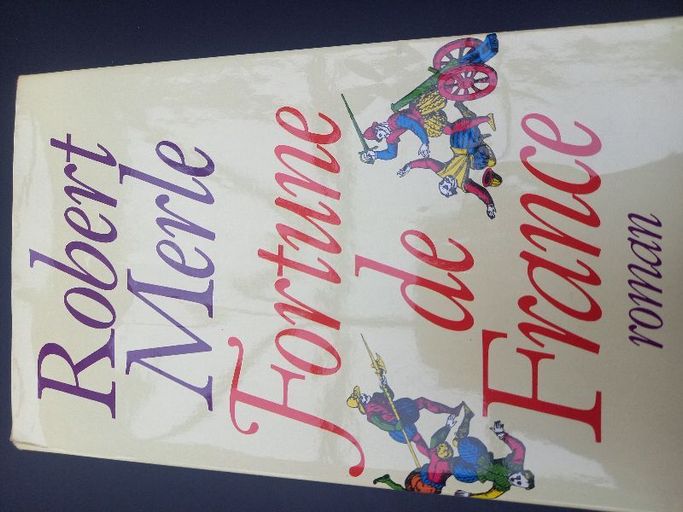 Robert
Merle
Fortune
de
France
roman